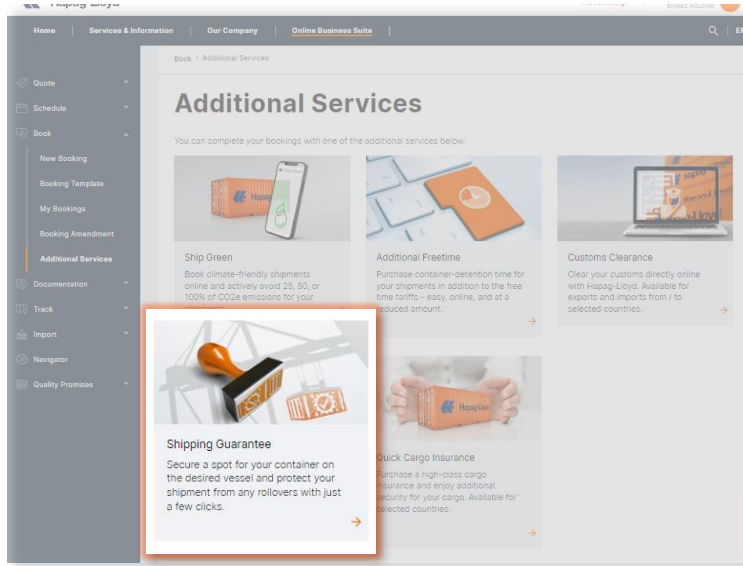 Hapag-Lloyd
Home | Services & Information | Our Company | Online Business Suite |
Book > Additional Services
Quote
Schedule
Book
New Booking
Booking Template
My Bookings
Booking Amendment
Additional Services
Documentation
Track
Import
Navigator
Quality Promises
Additional Services
You can complete your bookings with one of the additional services below:
Ship Green
Book climate-friendly shipments
online and actively avoid 25, 50, or
100% of CO2e emissions for your
Additional Freetime
Purchase container-detention time for
your shipments in addition to the free
time tariffs – easy, online, and at a
reduced amount.
Customs Clearance
Clear your customs directly online
with Hapag-Lloyd. Available for
exports and imports from / to
selected countries.
Shipping Guarantee
Secure a spot for your container on
the desired vessel and protect your
shipment from any rollovers with just
a few clicks.
Hapag-Lloyd
Quick Cargo Insurance
Purchase a high-class cargo
insurance and enjoy additional
security for your cargo. Available for
selected countries.